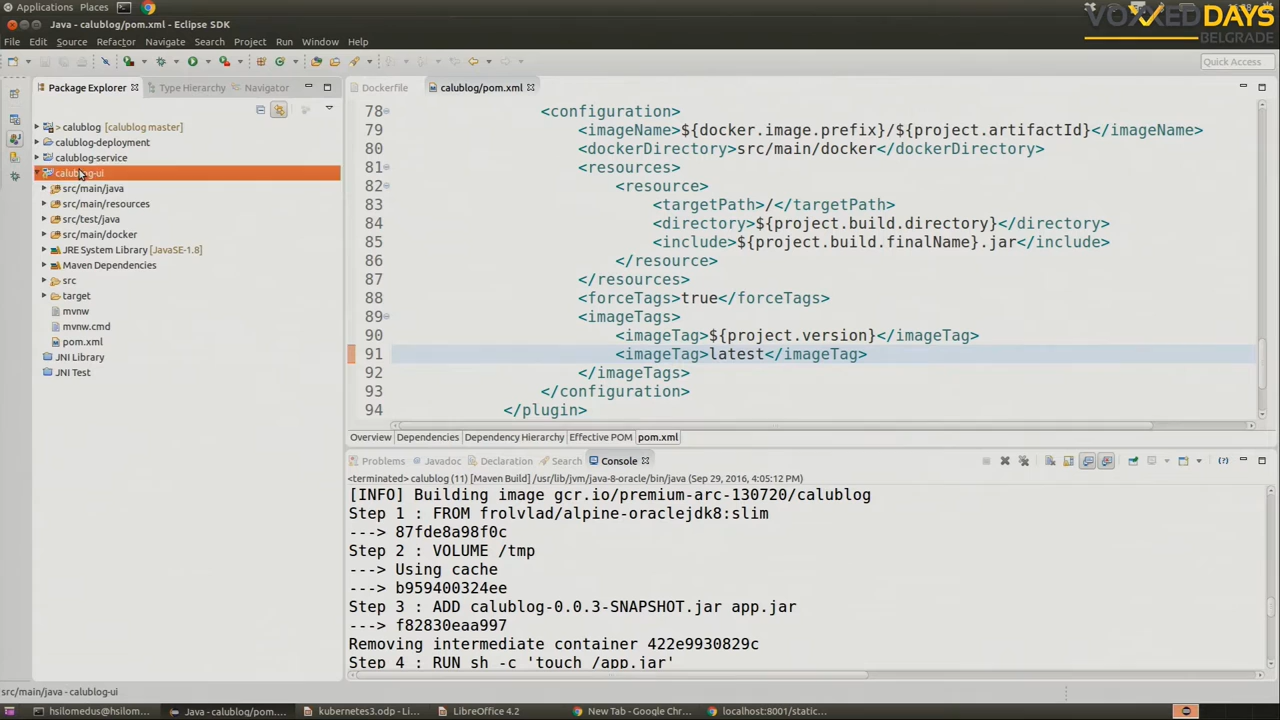 Applications Places
Java - calublog/pom.xml - Eclipse SDK
VOXXED DAYS
BELGRADE
File Edit Source Refactor Navigate Search Project Run Window Help
Quick Access
Package Explorer Type Hierarchy Navigator
Dockerfile calublog/pom.xml
> calublog [calublog master]
calublog-deployment
calublog-service
calublog-ui
src/main/java
src/main/resources
src/test/java
src/main/docker
JRE System Library [JavaSE-1.8]
Maven Dependencies
src
target
mvnw
mvnw.cmd
pom.xml
JNI Library
JNI Test
78 <configuration>
79 <imageName>${docker.image.prefix}/${project.artifactId}</imageName>
80 <dockerDirectory>src/main/docker</dockerDirectory>
81 <resources>
82 <resource>
83 <targetPath>/</targetPath>
84 <directory>${project.build.directory}</directory>
85 <include>${project.build.finalName}.jar</include>
86 </resource>
87 </resources>
88 <forceTags>true</forceTags>
89 <imageTags>
90 <imageTag>${project.version}</imageTag>
91 <imageTag>latest</imageTag>
92 </imageTags>
93 </configuration>
94 </plugin>
Overview Dependencies Dependency Hierarchy Effective POM pom.xml
Problems Javadoc Declaration Search Console
<terminated> calublog (11) [Maven Build] /usr/lib/jvm/java-8-oracle/bin/java (Sep 29, 2016, 4:05:12 PM)
[INFO] Building image gcr.io/premium-arc-130720/calublog
Step 1 : FROM frolvlad/alpine-oraclejdk8:slim
---> 87fde8a98f0c
Step 2 : VOLUME /tmp
---> Using cache
---> b959400324ee
Step 3 : ADD calublog-0.0.3-SNAPSHOT.jar app.jar
---> f82830eaa997
Removing intermediate container 422e9930829c
Step 4 : RUN sh -c 'touch /app.jar'
src/main/java - calublog-ui
hsilomedus@hsilom... Java - calublog/pom.... kubernetes3.odp - Li... LibreOffice 4.2 New Tab - Google Chr... localhost:8001/static...